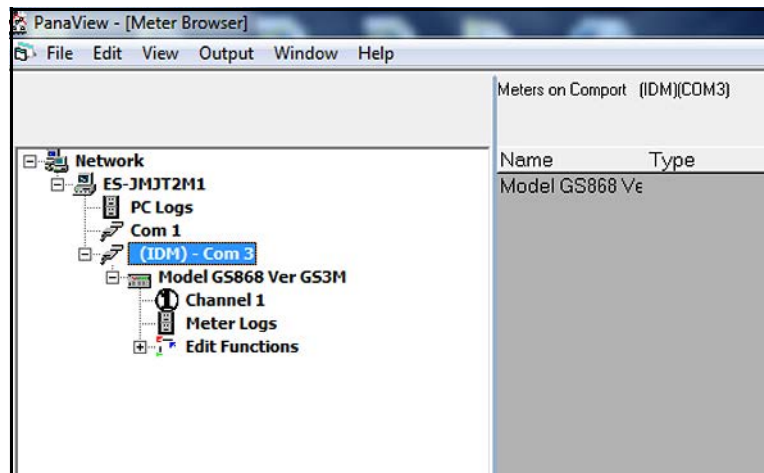 PanaView - [Meter Browser]
File Edit View Output Window Help
Meters on Comport (IDM)(COM3)
Network
ES-JMJT2M1
PC Logs
Com 1
(IDM) - Com 3
Model GS868 Ver GS3M
1 Channel 1
Meter Logs
Edit Functions
Name Type
Model GS868 Ve